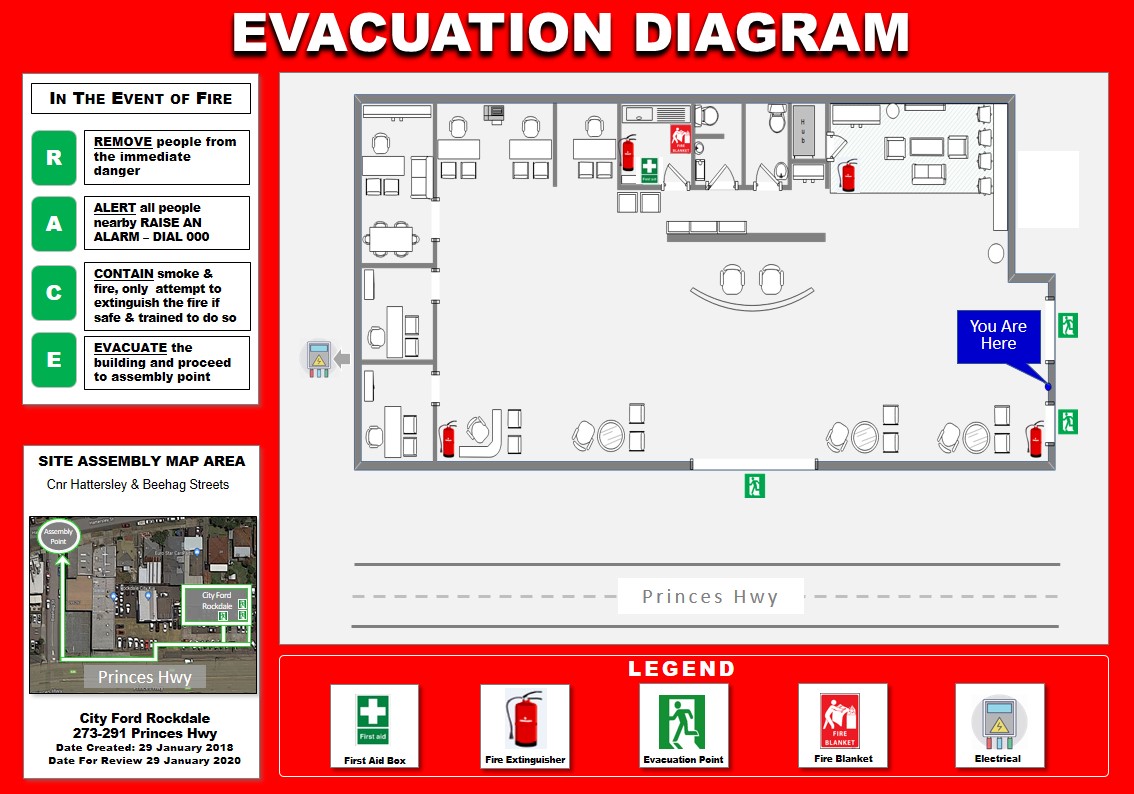 EVACUATION DIAGRAM
IN THE EVENT OF FIRE
R
REMOVE people from
the immediate
danger
A
ALERT all people
nearby RAISE AN
ALARM – DIAL 000
C
CONTAIN smoke &
fire, only attempt to
extinguish the fire if
safe & trained to do so
E
EVACUATE the
building and proceed
to assembly point
SITE ASSEMBLY MAP AREA
Cnr Hattersley & Beehag Streets
Assembly
Point
City Ford
Rockdale
Princes Hwy
City Ford Rockdale
273-291 Princes Hwy
Date Created: 29 January 2018
Date For Review 29 January 2020
FIRE
BLANKET
First aid
Hub
You Are
Here
Princes Hwy
LEGEND
First aid
First Aid Box
Fire Extinguisher
Evacuation Point
FIRE
BLANKET
Fire Blanket
Electrical